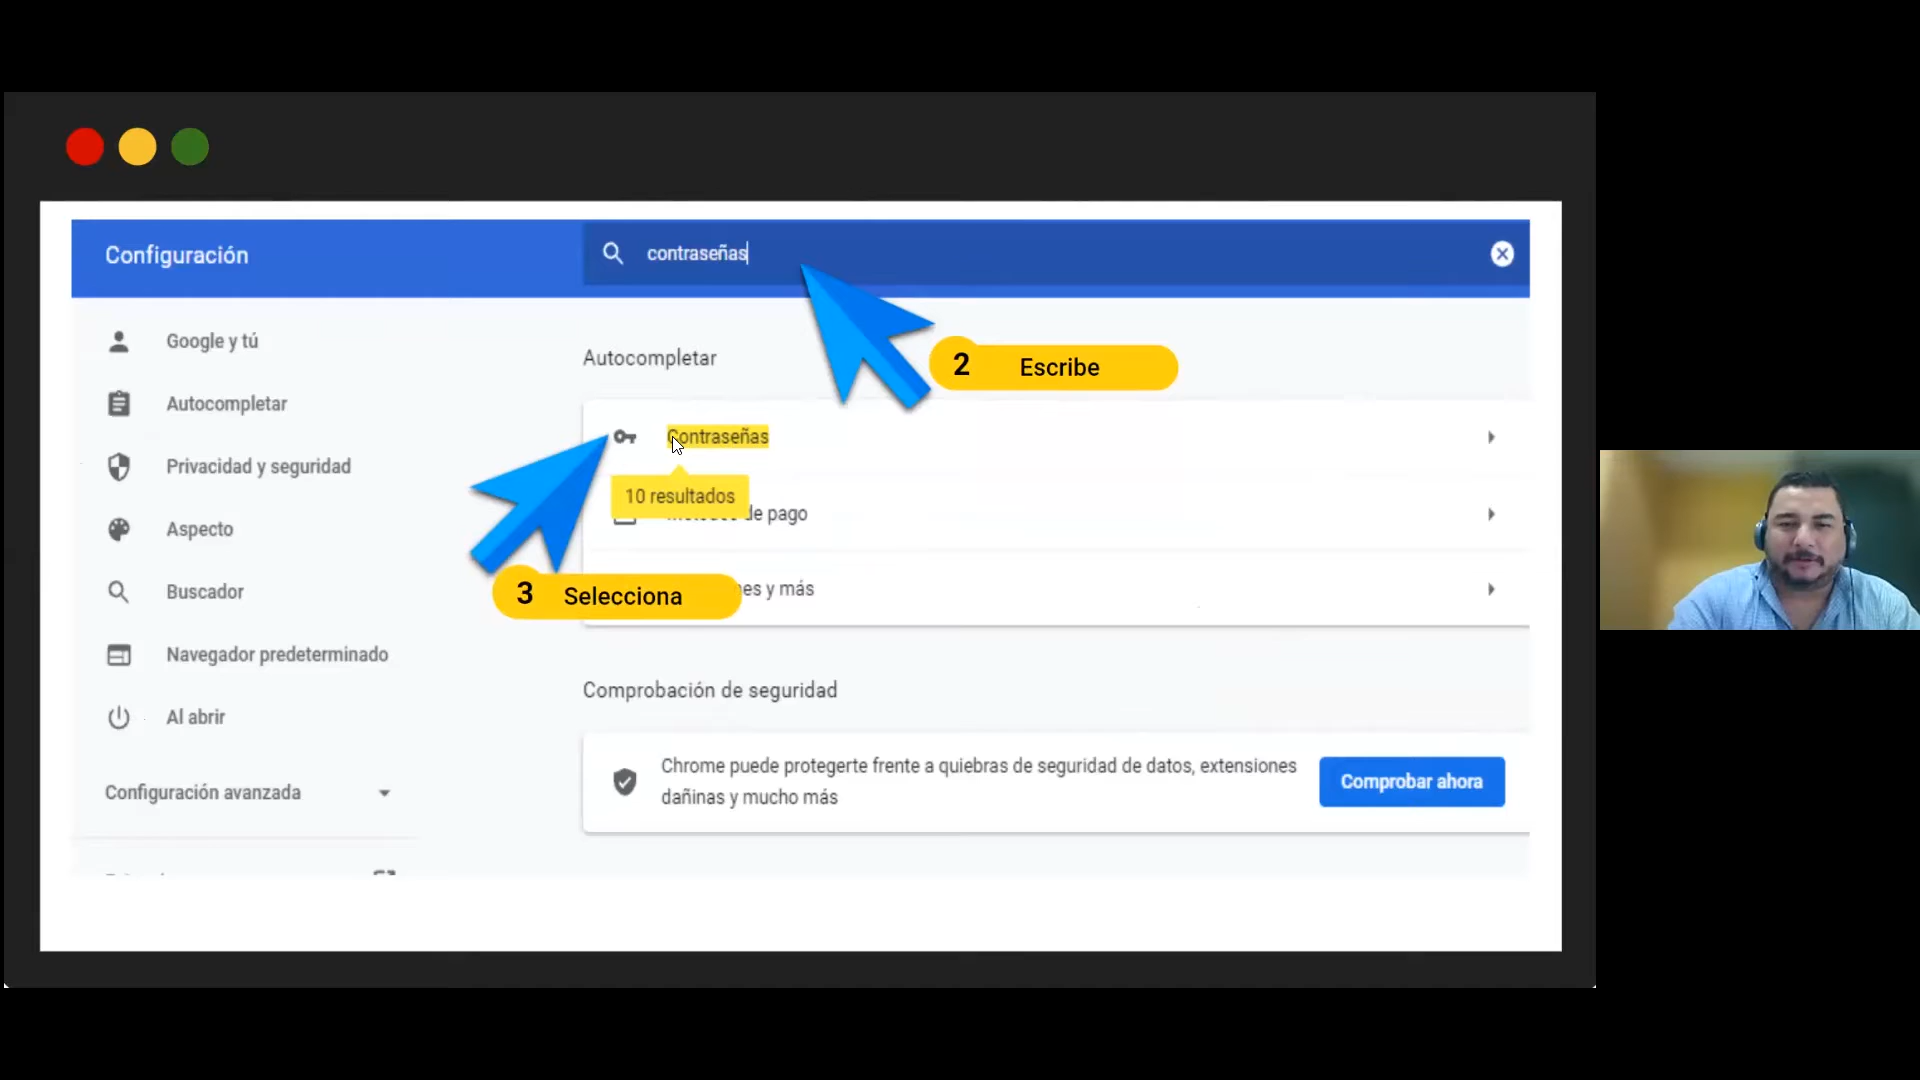 Configuración
contraseñas
Google y tú
Autocompletar
Privacidad y seguridad
Aspecto
Buscador
Navegador predeterminado
Al abrir
Configuración avanzada
Autocompletar
2 Escribe
Contraseñas
10 resultados
de pago
3 Selecciona
es y más
Comprobación de seguridad
Chrome puede protegerte frente a quiebras de seguridad de datos, extensiones
dañinas y mucho más
Comprobar ahora